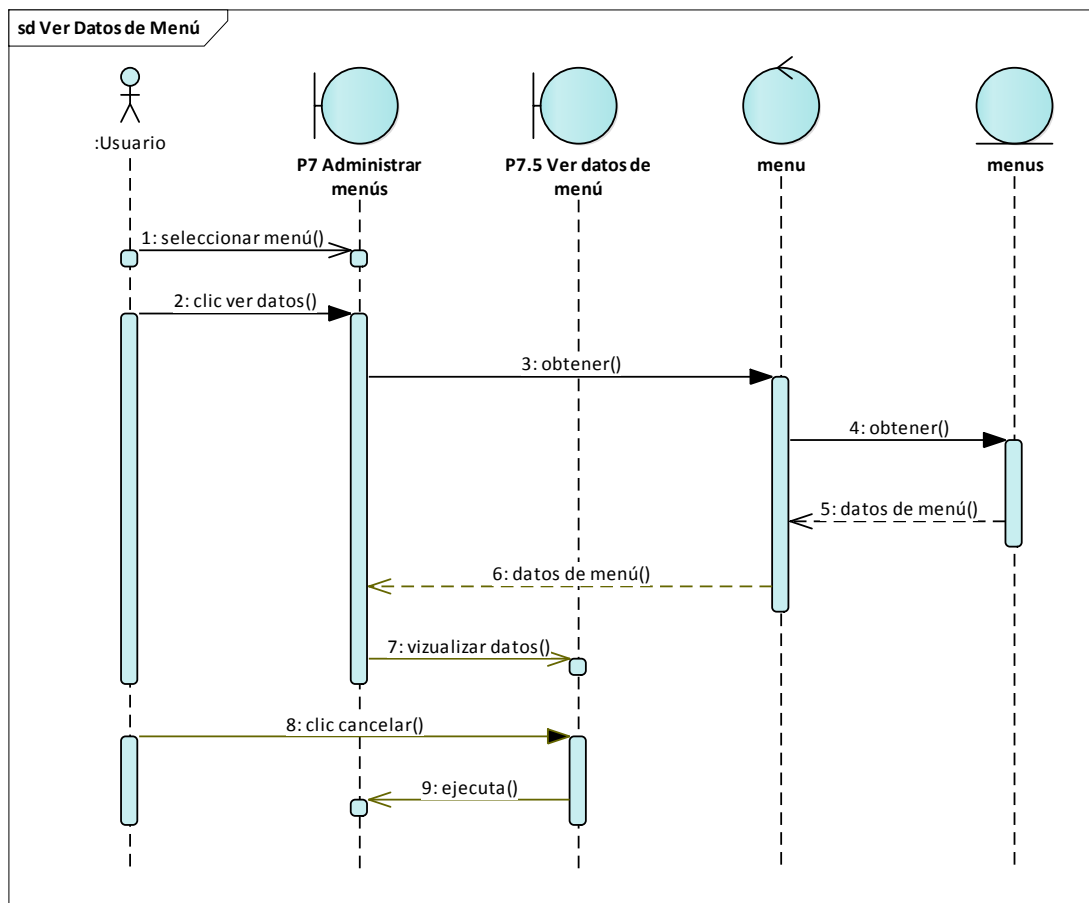 sd Ver Datos de Menú
:Usuario
P7 Administrar
menús
P7.5 Ver datos de
menú
menu
menus
1: seleccionar menú()
2: clic ver datos()
3: obtener()
4: obtener()
5: datos de menú()
6: datos de menú()
7: vizualizar datos()
8: clic cancelar()
9: ejecuta()